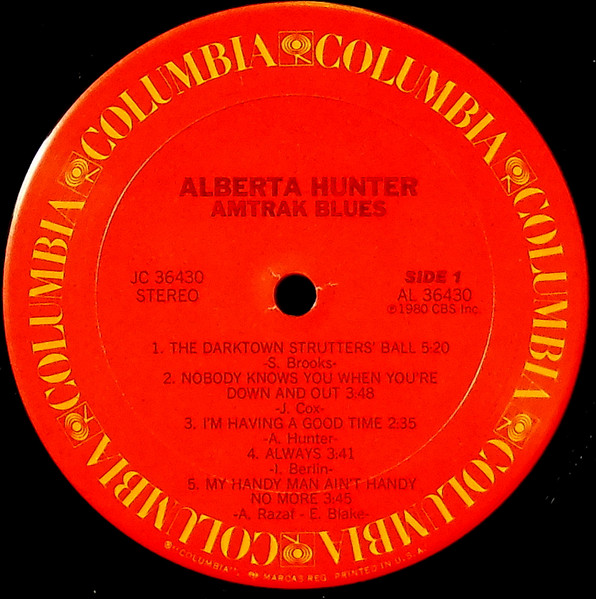 COLUMBIA COLUMBIA COLUMBIA COLUMBIA COLUMBIA COLUMBIA COLUMBIA COLUMBIA
ALBERTA HUNTER
AMTRAK BLUES
JC 36430
STEREO
SIDE 1
AL 36430
℗1980 CBS Inc.
1. THE DARKTOWN STRUTTERS' BALL 5:20
-S. Brooks-
2. NOBODY KNOWS YOU WHEN YOU'RE
DOWN AND OUT 3:48
-J. Cox-
3. I'M HAVING A GOOD TIME 2:35
-A. Hunter-
4. ALWAYS 3:41
-I. Berlin-
5. MY HANDY MAN AIN'T HANDY
NO MORE 3:45
-A. Razaf - E. Blake-
®"COLUMBIA", MARCAS REG. PRINTED IN U.S.A.